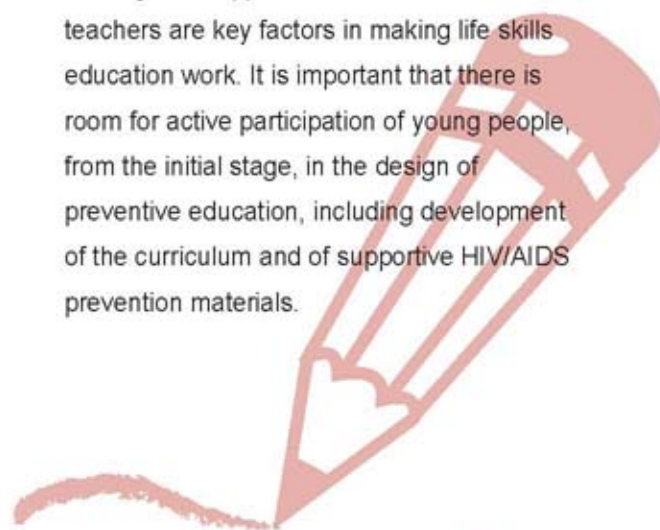 teachers are key factors in making life skills
education work. It is important that there is
room for active participation of young people,
from the initial stage, in the design of
preventive education, including development
of the curriculum and of supportive HIV/AIDS
prevention materials.